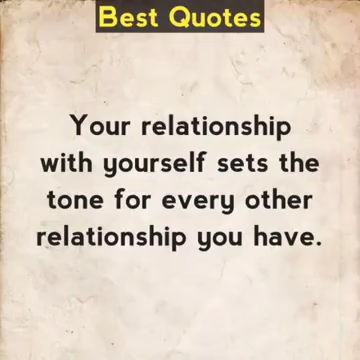 Best Quotes
Your relationship
with yourself sets the
tone for every other
relationship you have.